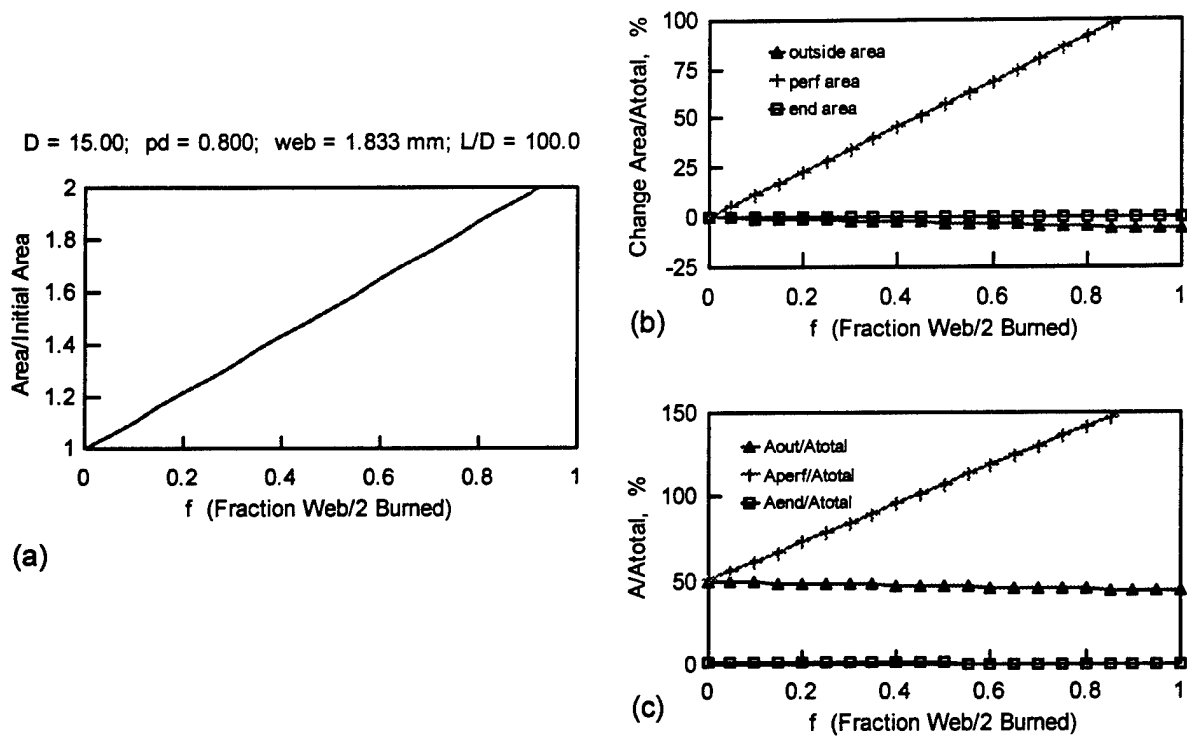 D = 15.00; pd = 0.800; web = 1.833 mm; L/D = 100.0
Area/Initial Area
2
1.8
1.6
1.4
1.2
1
0 0.2 0.4 0.6 0.8 1
f (Fraction Web/2 Burned)
(a)
Change Area/Atotal, %
100
75
50
25
0
-25
outside area
perf area
end area
0 0.2 0.4 0.6 0.8 1
f (Fraction Web/2 Burned)
(b)
A/Atotal, %
150
100
50
0
Aout/Atotal
Aperf/Atotal
Aend/Atotal
0 0.2 0.4 0.6 0.8 1
f (Fraction Web/2 Burned)
(c)